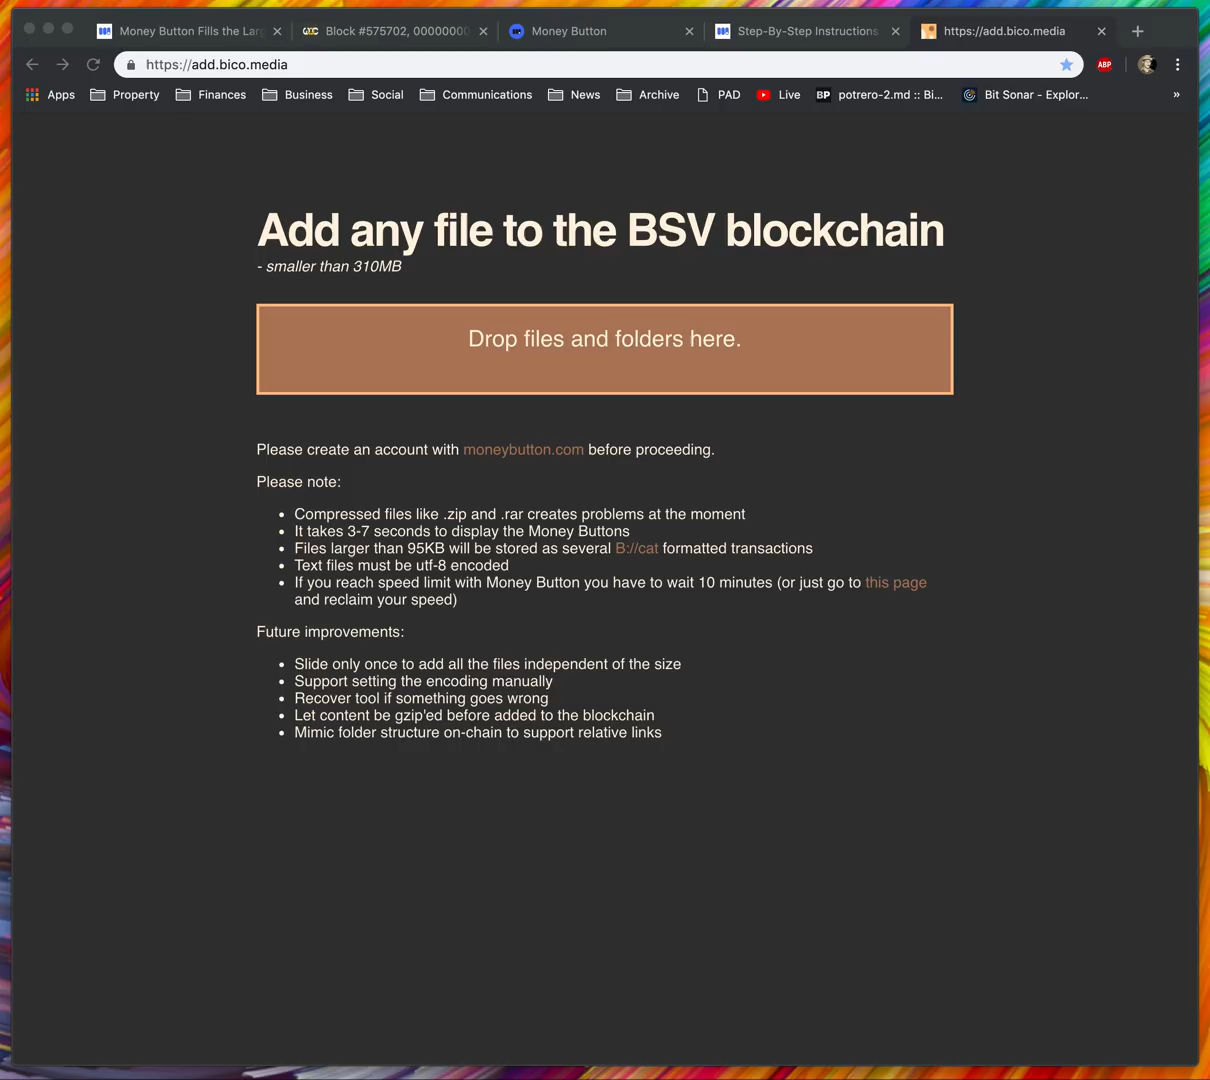 Money Button Fills the Lar
Block #575702, 00000000
Money Button
Step-By-Step Instructions
https://add.bico.media
https://add.bico.media
ABP
Apps
Property
Finances
Business
Social
Communications
News
Archive
PAD
Live
BP
potrero-2.md :: Bi...
Bit Sonar - Explor...
»
Add any file to the BSV blockchain
- smaller than 310MB
Drop files and folders here.
Please create an account with moneybutton.com before proceeding.
Please note:
• Compressed files like .zip and .rar creates problems at the moment
• It takes 3-7 seconds to display the Money Buttons
• Files larger than 95KB will be stored as several B://cat formatted transactions
• Text files must be utf-8 encoded
• If you reach speed limit with Money Button you have to wait 10 minutes (or just go to this page
and reclaim your speed)
Future improvements:
• Slide only once to add all the files independent of the size
• Support setting the encoding manually
• Recover tool if something goes wrong
• Let content be gzip'ed before added to the blockchain
• Mimic folder structure on-chain to support relative links